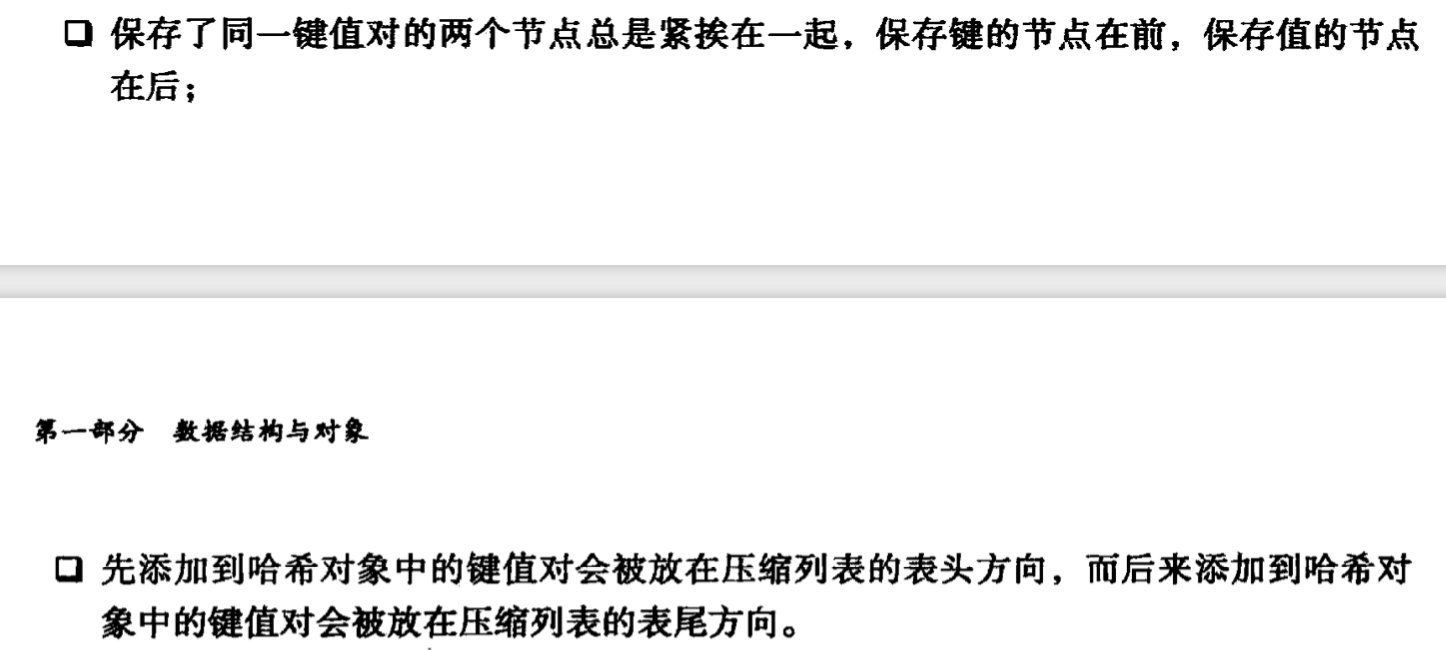 ❏ 保存了同一键值对的两个节点总是紧挨在一起，保存键的节点在前，保存值的节点
在后；
第一部分 数据结构与对象
❏ 先添加到哈希对象中的键值对会被放在压缩列表的表头方向，而后来添加到哈希对
象中的键值对会被放在压缩列表的表尾方向。